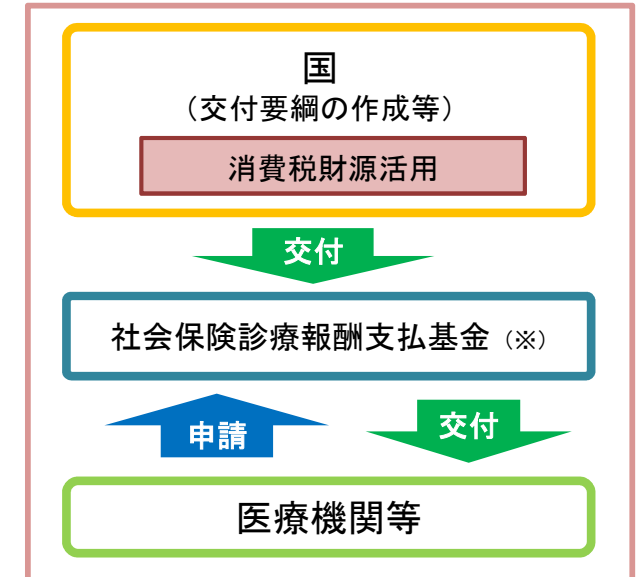 国
（交付要綱の作成等）
消費税財源活用
交付
社会保険診療報酬支払基金（※）
申請
交付
医療機関等